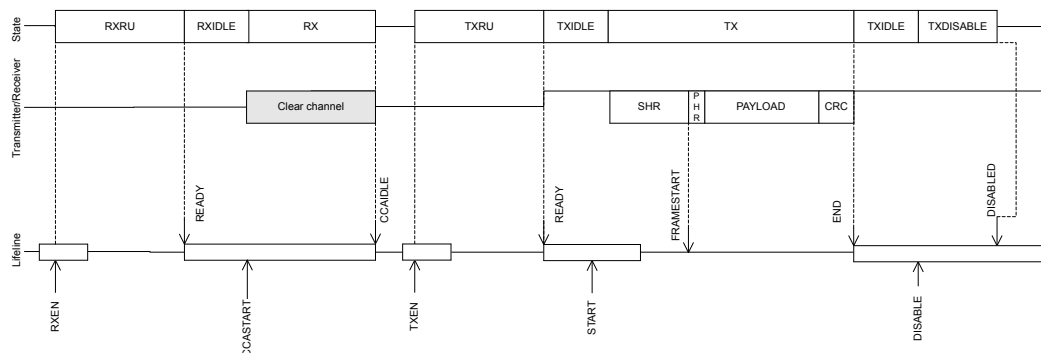 State
RXRU
RXIDLE
RX
TXRU
TXIDLE
TX
TXIDLE
TXDISABLE
Transmitter/Receiver
Clear channel
SHR
P
H
R
PAYLOAD
CRC
READY
CCAIDLE
READY
FRAMESTART
END
DISABLED
Lifeline
RXEN
CCASTART
TXEN
START
DISABLE